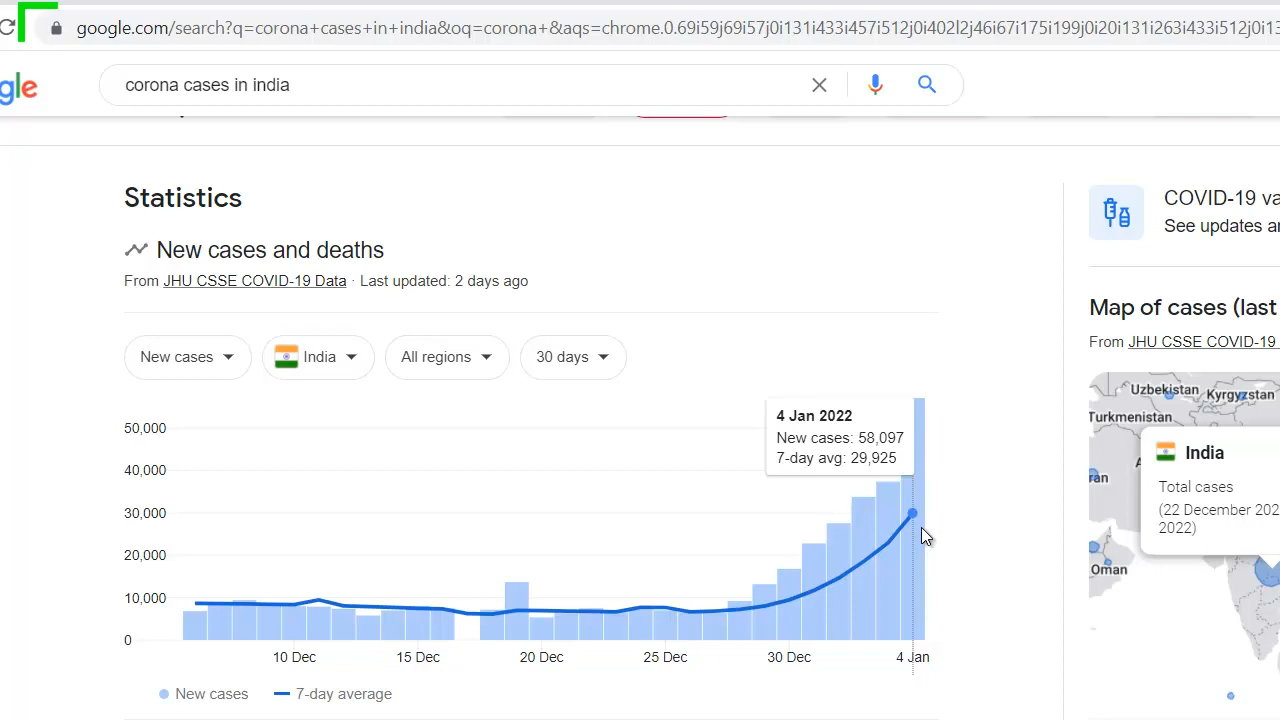 google.com/search?q=corona+cases+in+india&oq=corona+&aqs=chrome.0.69i59j69i57j0i131i433i457i512j0i402l2j46i67i175i199j0i20i131i263i433i512j0i13
gle
corona cases in india
Statistics
New cases and deaths
From JHU CSSE COVID-19 Data · Last updated: 2 days ago
New cases
India
All regions
30 days
50,000
40,000
30,000
20,000
10,000
0
4 Jan 2022
New cases: 58,097
7-day avg: 29,925
10 Dec
15 Dec
20 Dec
25 Dec
30 Dec
4 Jan
New cases
7-day average
COVID-19 va
See updates a
Map of cases (last
From JHU CSSE COVID-19
Uzbekistan
Kyrgyzstan
Turkmenistan
A
ran
Oman
India
Total cases
(22 December 202
2022)